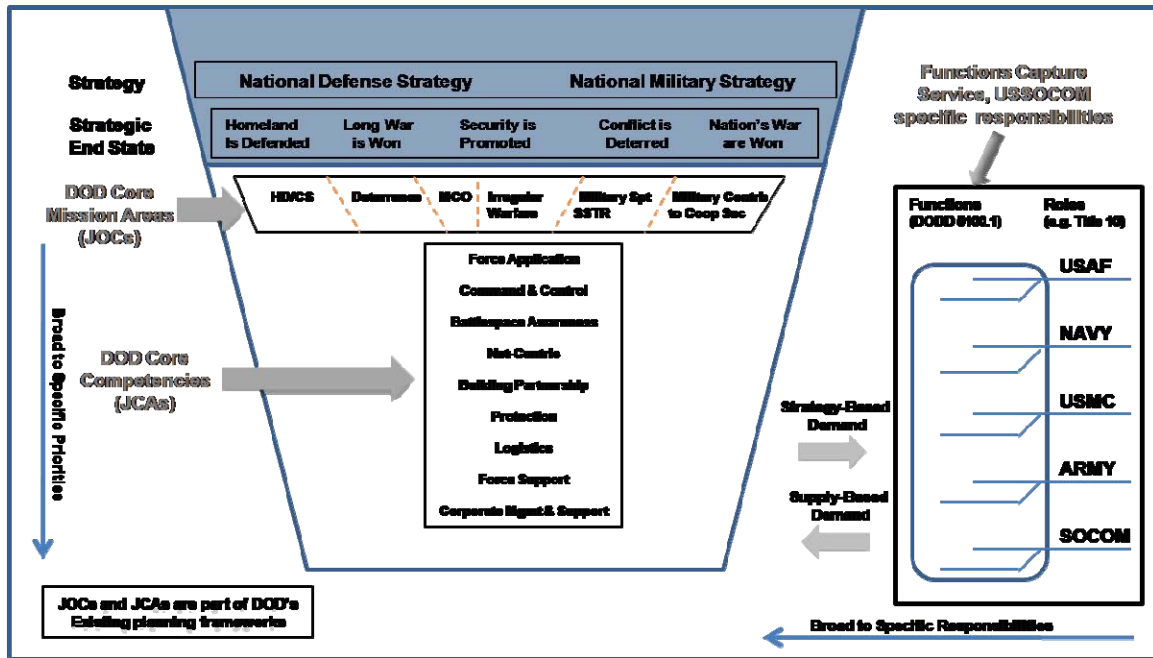 Strategy
National Defense Strategy
National Military Strategy
Strategic
End State
Homeland
Is Defended
Long War
is Won
Security is
Promoted
Conflict is
Deterred
Nation's War
are Won
DOD Core
Mission Areas
(JOCs)
HD/CS
Deterrence
MCO
Irregular
Warfare
Military Spt
SSTR
Military Contrib
to Coop Sec
Broad to Specific Priorities
DOD Core
Competencies
(JCAs)
Force Application
Command & Control
Battlespace Awareness
Net-Centric
Building Partnership
Protection
Logistics
Force Support
Corporate Mgmt & Support
Strategy-Based
Demand
Supply-Based
Demand
Functions Capture
Service, USSOCOM
specific responsibilities
Functions
(DODD 5100.1)
Roles
(e.g. Title 10)
USAF
NAVY
USMC
ARMY
SOCOM
JOCs and JCAs are part of DOD's
Existing planning frameworks
Broad to Specific Responsibilities